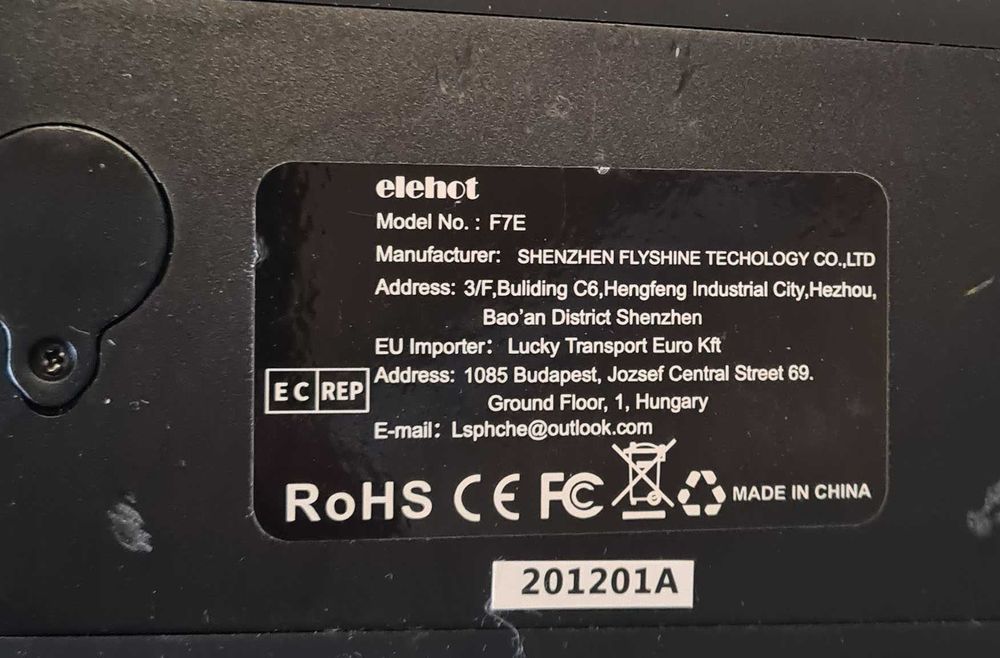 elehot
Model No. : F7E
Manufacturer: SHENZHEN FLYSHINE TECHOLOGY CO.,LTD
Address: 3/F,Buliding C6,Hengfeng Industrial City,Hezhou,
Bao'an District Shenzhen
EU Importer: Lucky Transport Euro Kft
EC REP
Address: 1085 Budapest, Jozsef Central Street 69.
Ground Floor, 1, Hungary
E-mail: Lsphche@outlook.com
RoHS CE FC MADE IN CHINA
201201A